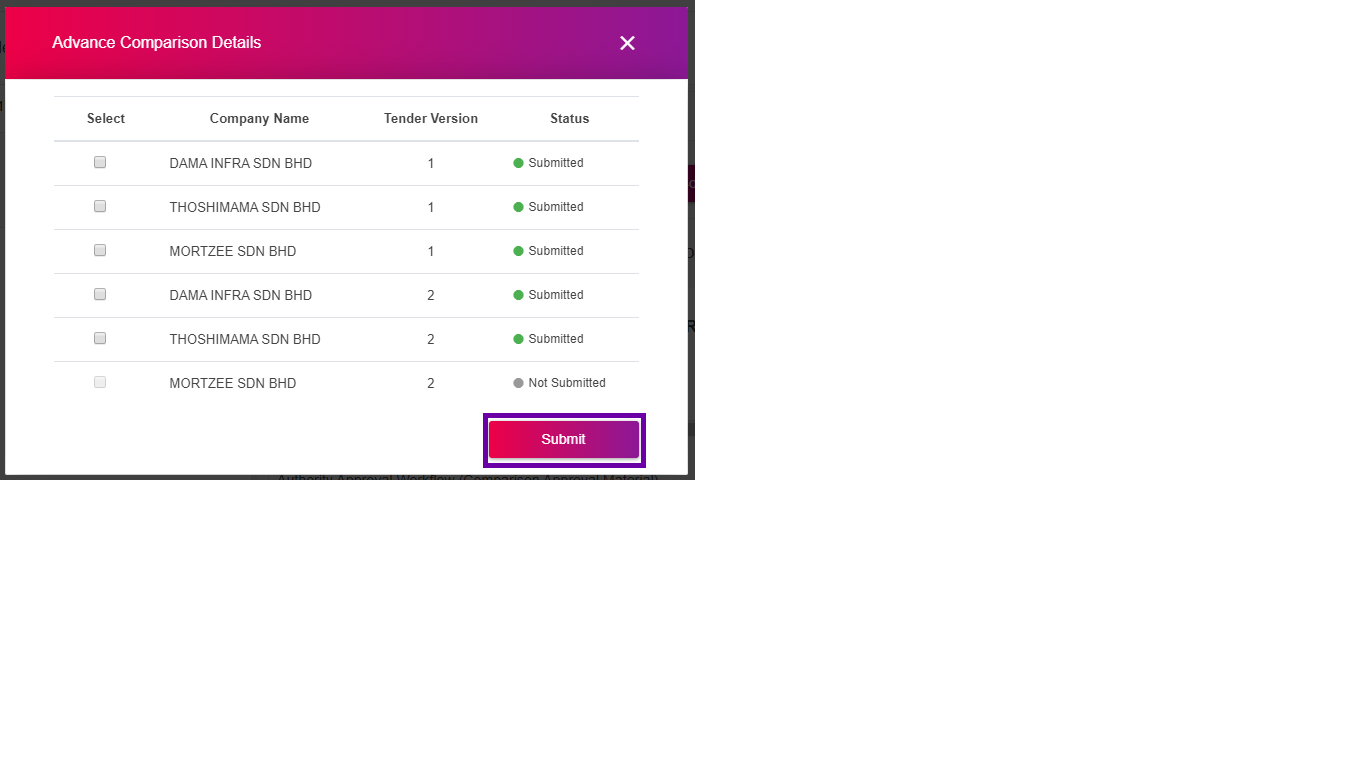 Advance Comparison Details
Select Company Name Tender Version Status
DAMA INFRA SDN BHD 1 Submitted
THOSHIMAMA SDN BHD 1 Submitted
MORTZEE SDN BHD 1 Submitted
DAMA INFRA SDN BHD 2 Submitted
THOSHIMAMA SDN BHD 2 Submitted
MORTZEE SDN BHD 2 Not Submitted
Submit
Authority Approval Workflow (Comparison Approval Material)